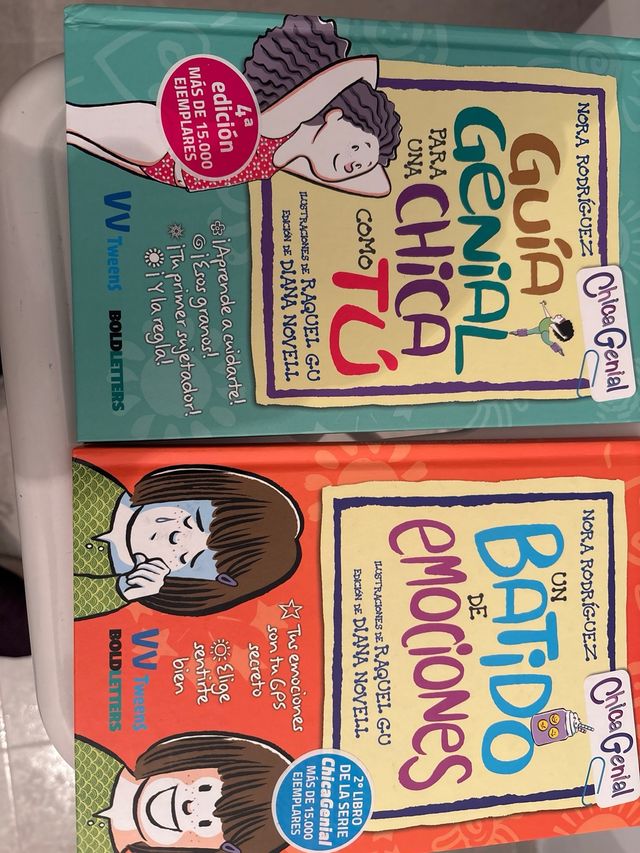 NORA RODRÍGUEZ
ChicaGenial
GUÍA
GENIAL
PARA
UNA
CHICA
COMO
TÚ
ILUSTRACIONES DE RAQUEL GU
EDICIÓN DE DIANA NOVELL
4ª
edición
MÁS DE 15.000
EJEMPLARES
¡Aprende a cuidarte!
¡Esos granos!
¡Tu primer sujetador!
¡Y la regla!
VV Tweens
BOLDLETTERS
NORA RODRÍGUEZ
ChicaGenial
UN
BATIDO
DE
EMOCIONES
ILUSTRACIONES DE RAQUEL GU
EDICIÓN DE DIANA NOVELL
Tus emociones
son tu GPS
secreto
Elige
sentirte
bien
VV Tweens
BOLDLETTERS
2º LIBRO
DE LA SERIE
ChicaGenial
MÁS DE 15.000
EJEMPLARES